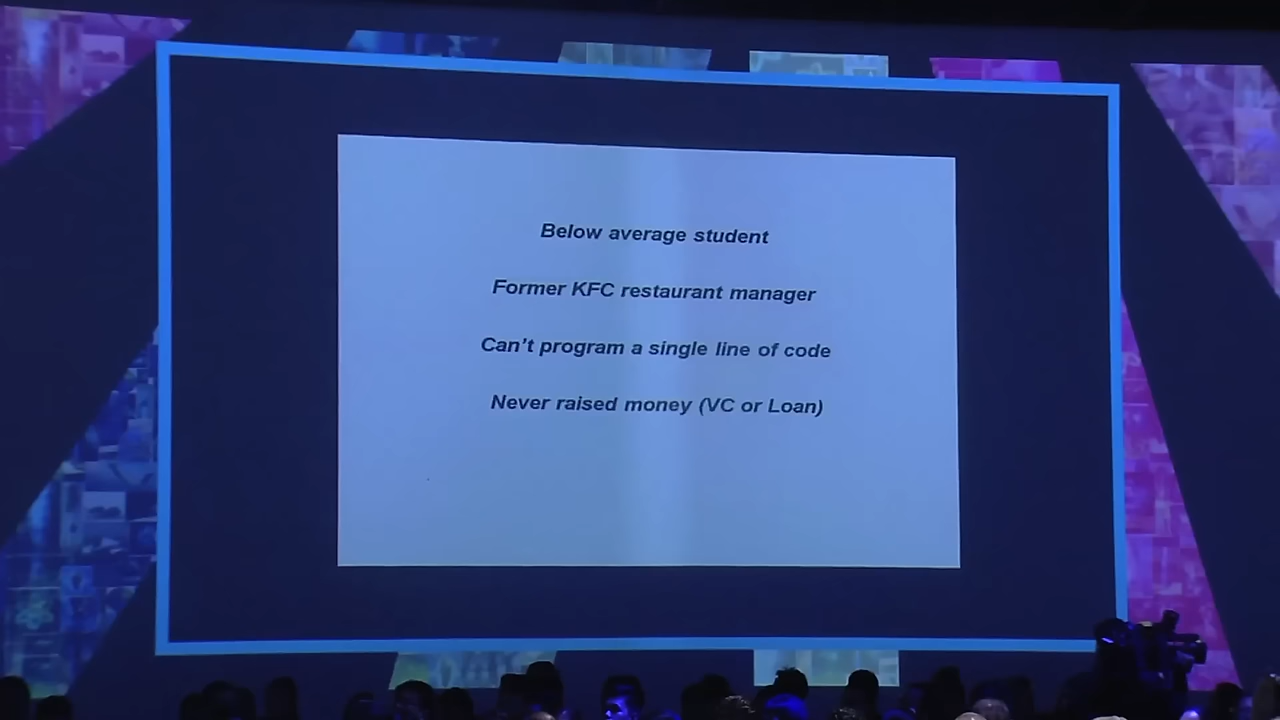 Below average student
Former KFC restaurant manager
Can't program a single line of code
Never raised money (VC or Loan)